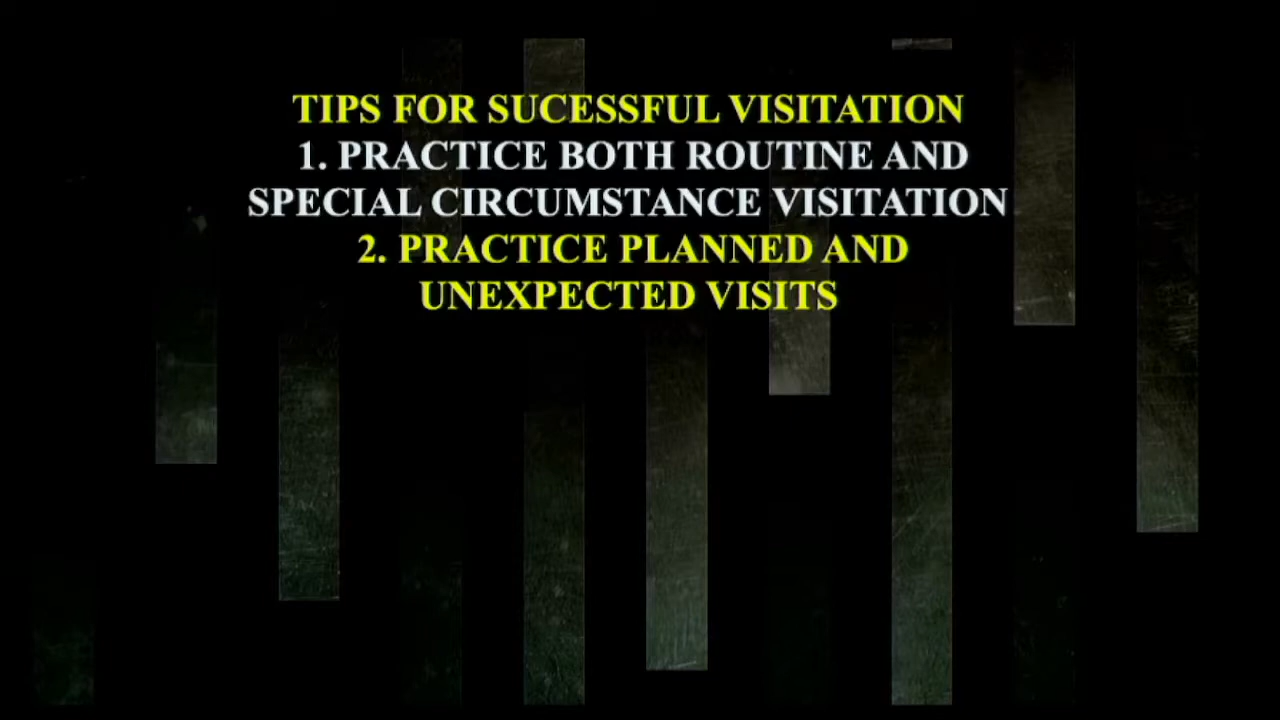 TIPS FOR SUCESSFUL VISITATION
1. PRACTICE BOTH ROUTINE AND
SPECIAL CIRCUMSTANCE VISITATION
2. PRACTICE PLANNED AND
UNEXPECTED VISITS